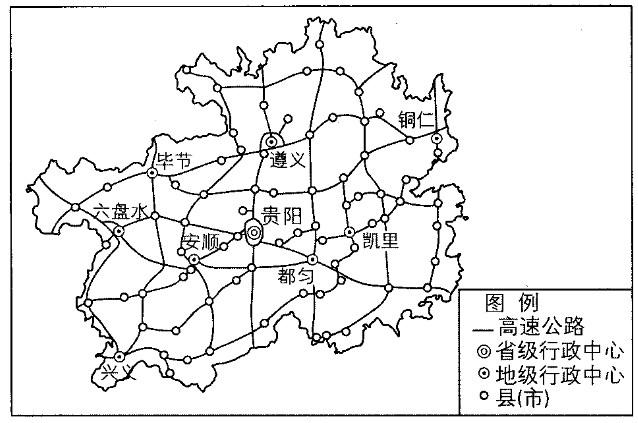 铜仁
遵义
毕节
六盘水
贵阳
安顺
凯里
都匀
兴义
图例
高速公路
省级行政中心
地级行政中心
县(市)